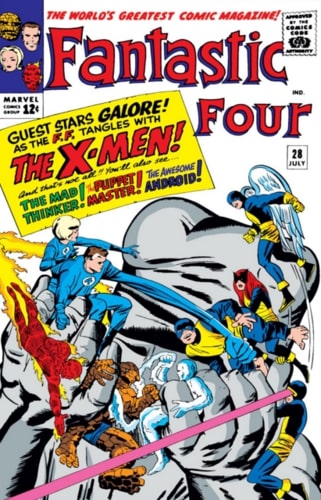 THE WORLD'S GREATEST COMIC MAGAZINE!
APPROVED
BY THE
COMICS
CODE
AUTHORITY
Fantastic
Four
IND.
MARVEL
COMICS
GROUP
12¢
28
JULY
GUEST STARS GALORE!
AS THE F.F. TANGLES WITH
THE X-MEN!
And that's not all!! You'll also see...
THE MAD THINKER!
THE PUPPET MASTER!
THE AWESOME ANDROID!
4